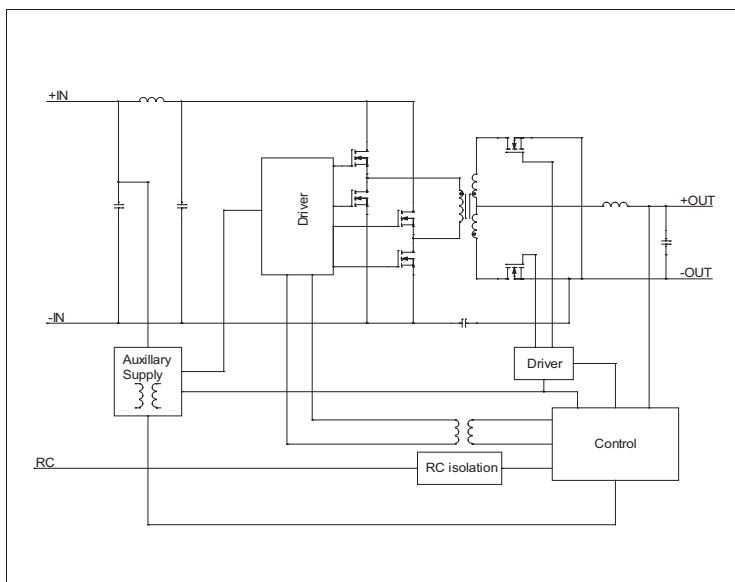 +IN
Driver
+OUT
-OUT
-IN
Auxillary
Supply
Driver
Control
RC
RC isolation